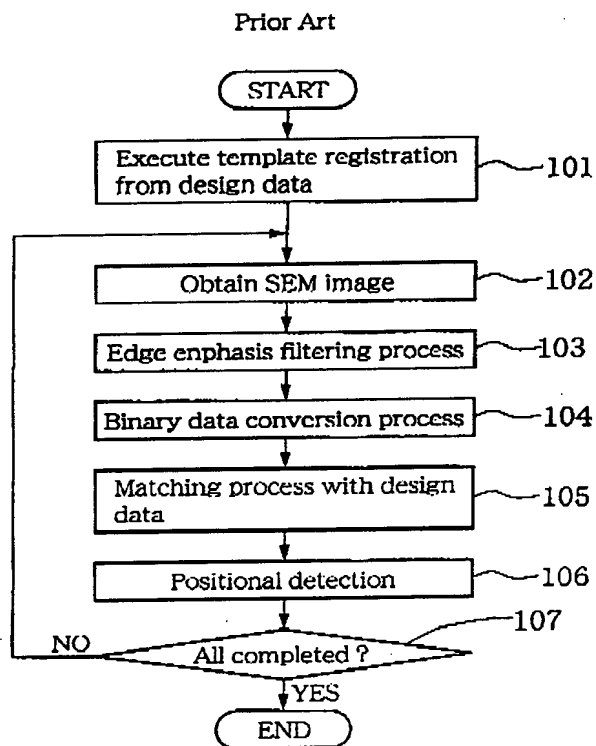 Prior Art
START
Execute template registration
from design data
101
Obtain SEM image
102
Edge enphasis filtering process
103
Binary data conversion process
104
Matching process with design
data
105
Positional detection
106
107
All completed ?
NO
YES
END